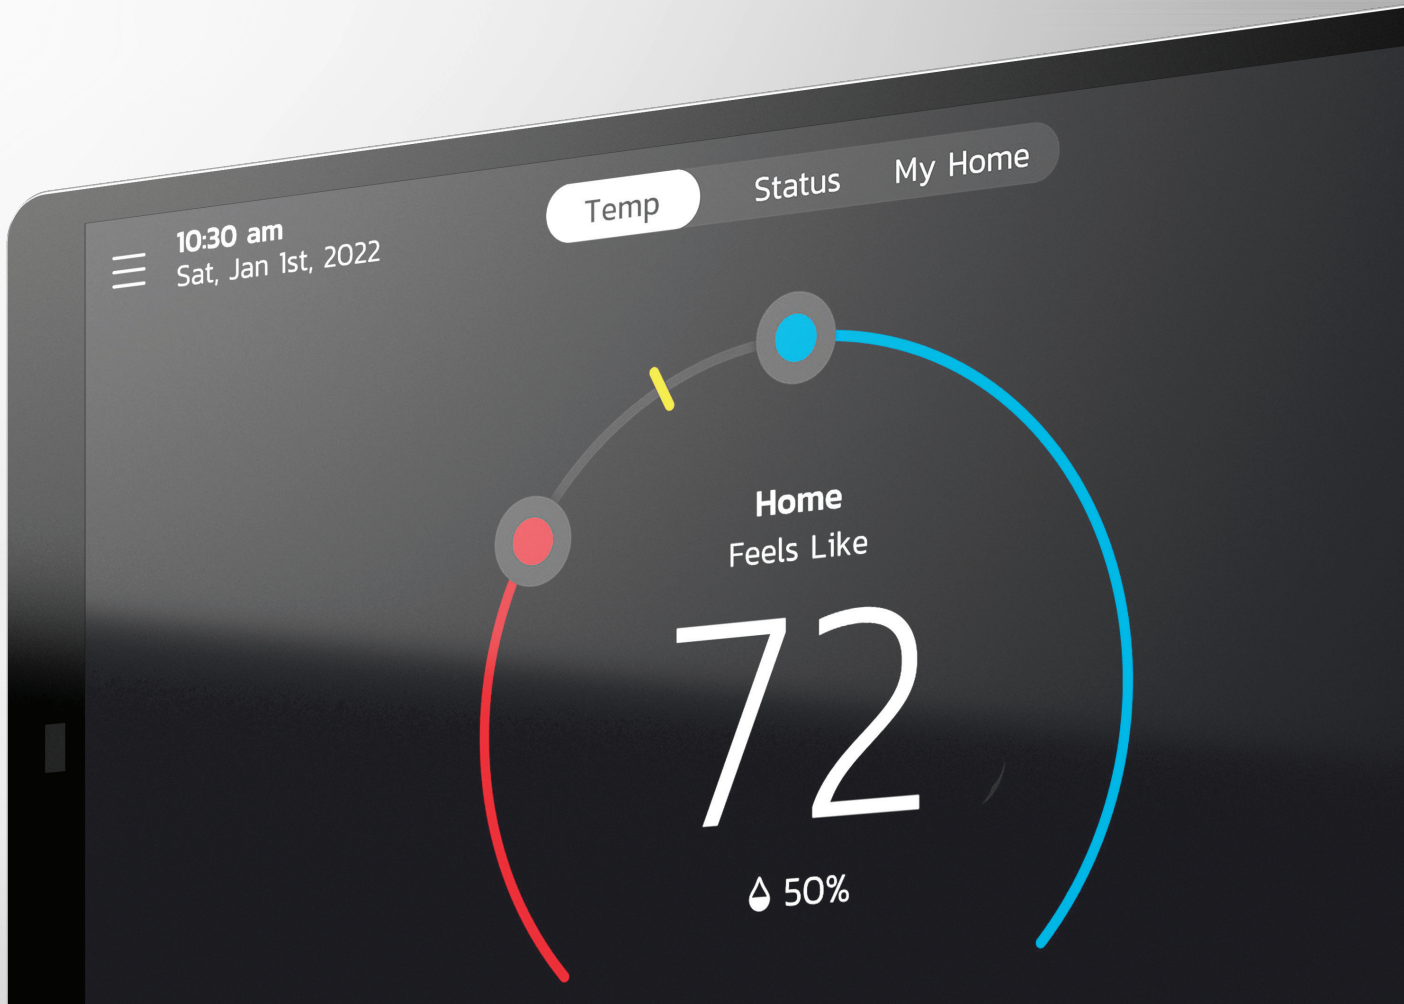 10:30 am
Sat, Jan 1st, 2022
Temp Status My Home
Home
Feels Like
72
50%